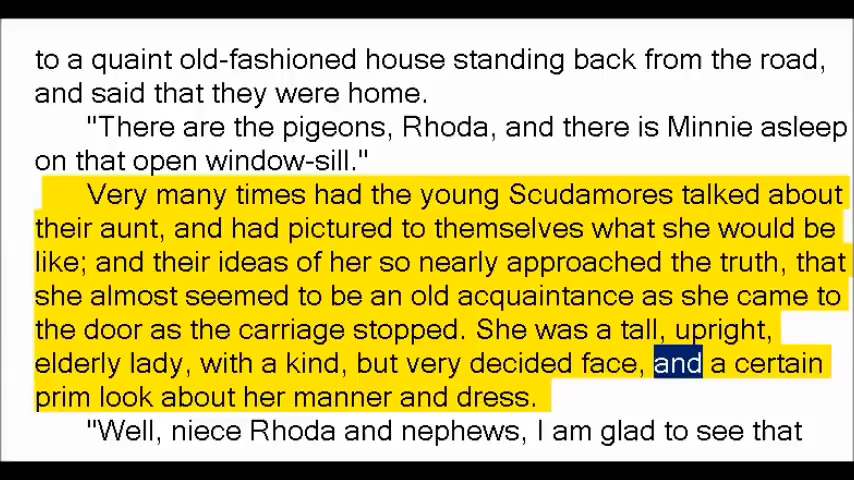 to a quaint old-fashioned house standing back from the road,
and said that they were home.
"There are the pigeons, Rhoda, and there is Minnie asleep
on that open window-sill."
Very many times had the young Scudamores talked about
their aunt, and had pictured to themselves what she would be
like; and their ideas of her so nearly approached the truth, that
she almost seemed to be an old acquaintance as she came to
the door as the carriage stopped. She was a tall, upright,
elderly lady, with a kind, but very decided face, and a certain
prim look about her manner and dress.
"Well, niece Rhoda and nephews, I am glad to see that